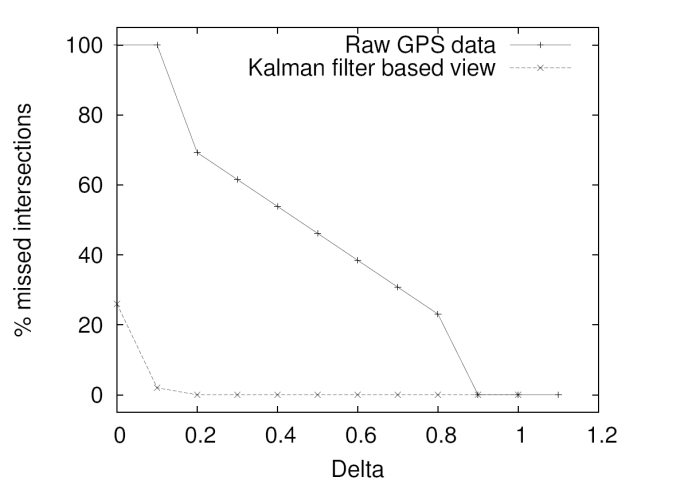 Raw GPS data
Kalman filter based view
100
80
60
40
20
0
% missed intersections
0 0.2 0.4 0.6 0.8 1 1.2
Delta